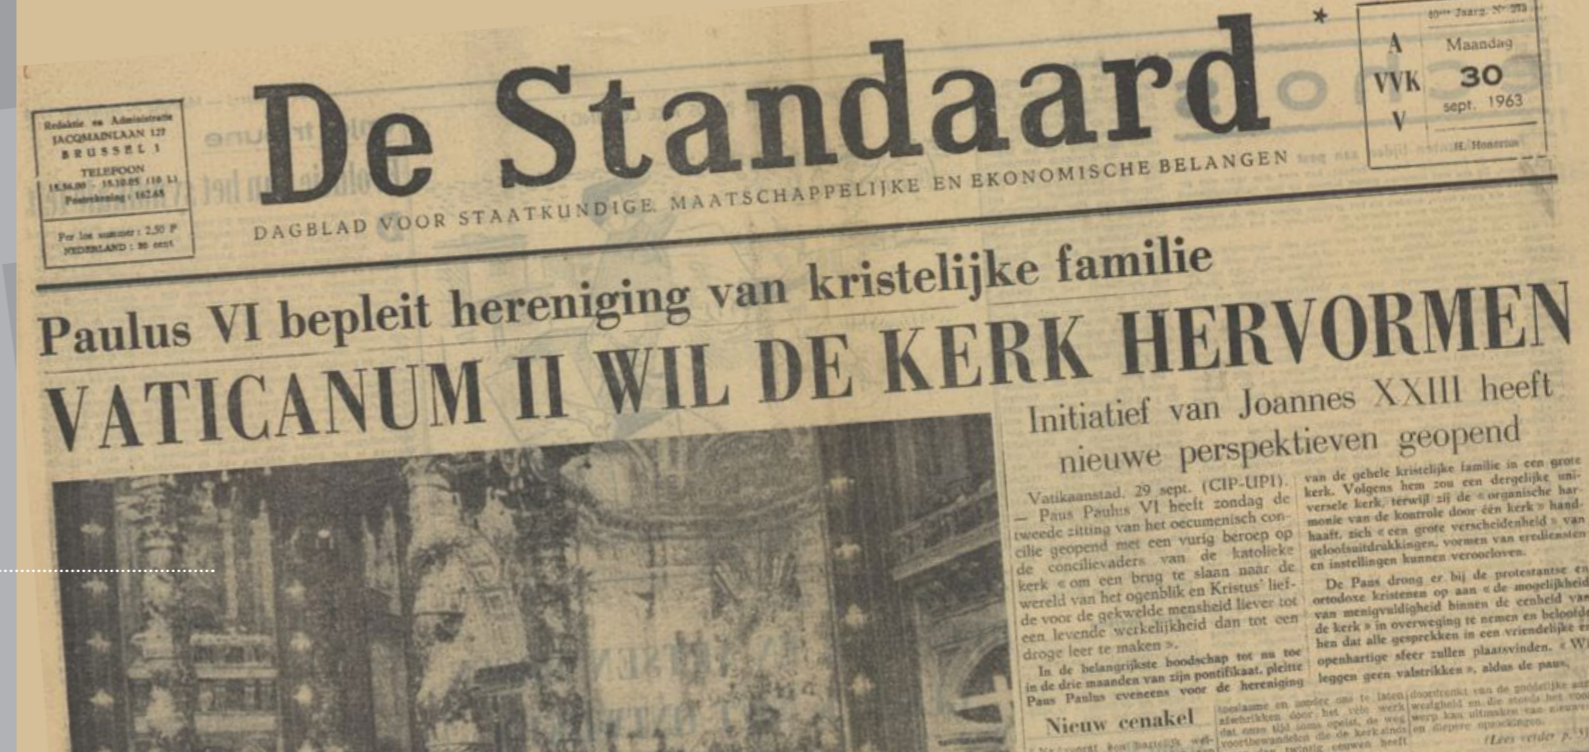 Redaktie en Administratie
JACQMAINLAAN 127
BRUSSEL 1
TELEFOON
Postrekening : 162.65
Per los nummer : 2,50 F
NEDERLAND : 30 cent
De Standaard
*
DAGBLAD VOOR STAATKUNDIGE, MAATSCHAPPELIJKE EN EKONOMISCHE BELANGEN
A
VVK
V
Maandag
30
sept. 1963
Paulus VI bepleit hereniging van kristelijke familie
VATICANUM II WIL DE KERK HERVORMEN
Initiatief van Joannes XXIII heeft
nieuwe perspektieven geopend
Vatikaanstad, 29 sept. (CIP-UPI).
— Paus Paulus VI heeft zondag de
tweede zitting van het oecumenisch con-
cilie geopend met een vurig beroep op
de concilievaders van de katolieke
kerk « om een brug te slaan naar de
wereld van het ogenblik en Kristus' lief-
de voor de gekwelde mensheid liever tot
een levende werkelijkheid dan tot een
droge leer te maken ».
In de belangrijkste boodschap tot nu toe
in de drie maanden van zijn pontifikaat, pleitte
Paus Paulus eveneens voor de hereniging
van de gehele kristelijke familie in een grote
kerk. Volgens hem zou een dergelijke uni-
versele kerk, terwijl zij de « organische har-
monie van de kontrole door één kerk » hand-
haaft, zich « een grote verscheidenheid » van
geloofsuitdrukkingen, vormen van erediensten
en instellingen kunnen veroorloven.
De Paus drong er bij de protestantse en
ortodoxe kristenen op aan « de mogelijkheid
van menigvuldigheid binnen de eenheid van
de kerk » in overweging te nemen en beloofde
hen dat alle gesprekken in een vriendelijke en
openhartige sfeer zullen plaatsvinden. « Wij
leggen geen valstrikken », aldus de paus.
Nieuw cenakel
(Lees verder p.